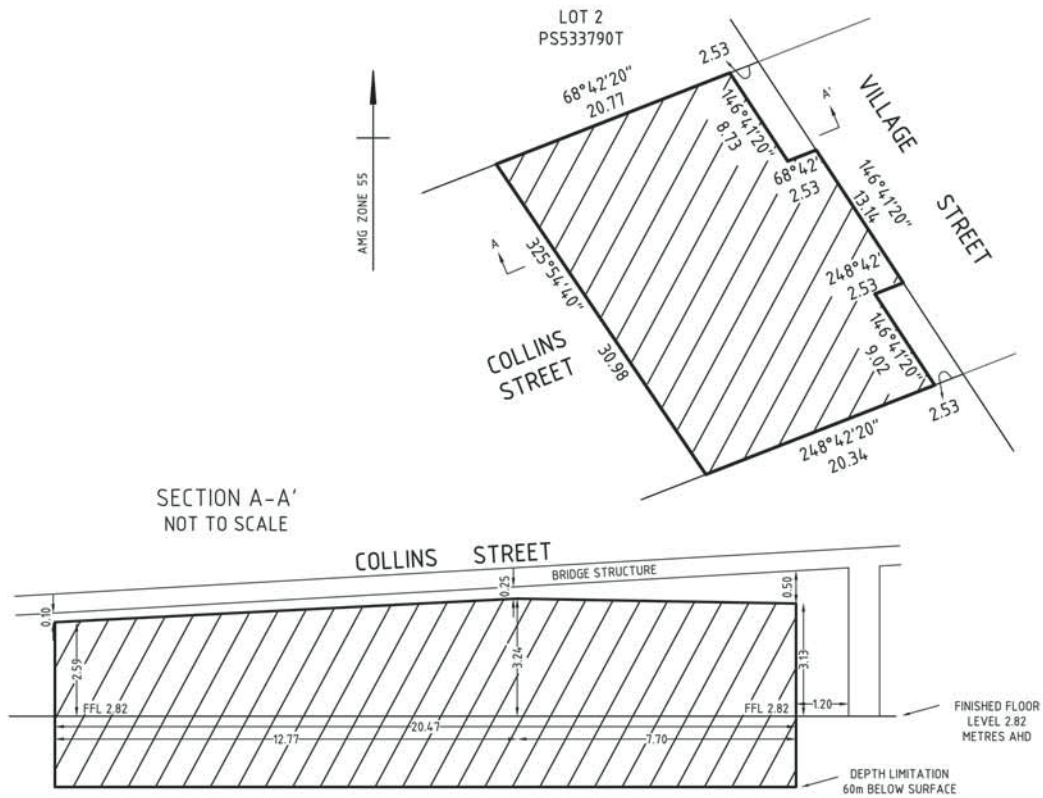 LOT 2
PS533790T
2.53
68°42'20"
20.77
146°41'20"
8.73
A'
VILLAGE
STREET
AMG ZONE 55
68°42'
2.53
146°41'20"
13.14
A
325°54'40"
30.98
248°42'
2.53
146°41'20"
9.02
COLLINS
STREET
2.53
248°42'20"
20.34
SECTION A-A'
NOT TO SCALE
COLLINS STREET
BRIDGE STRUCTURE
0.10
0.25
0.50
2.59
3.24
3.13
FFL 2.82
FFL 2.82
1.20
20.47
12.77
7.70
FINISHED FLOOR
LEVEL 2.82
METRES AHD
DEPTH LIMITATION
60m BELOW SURFACE